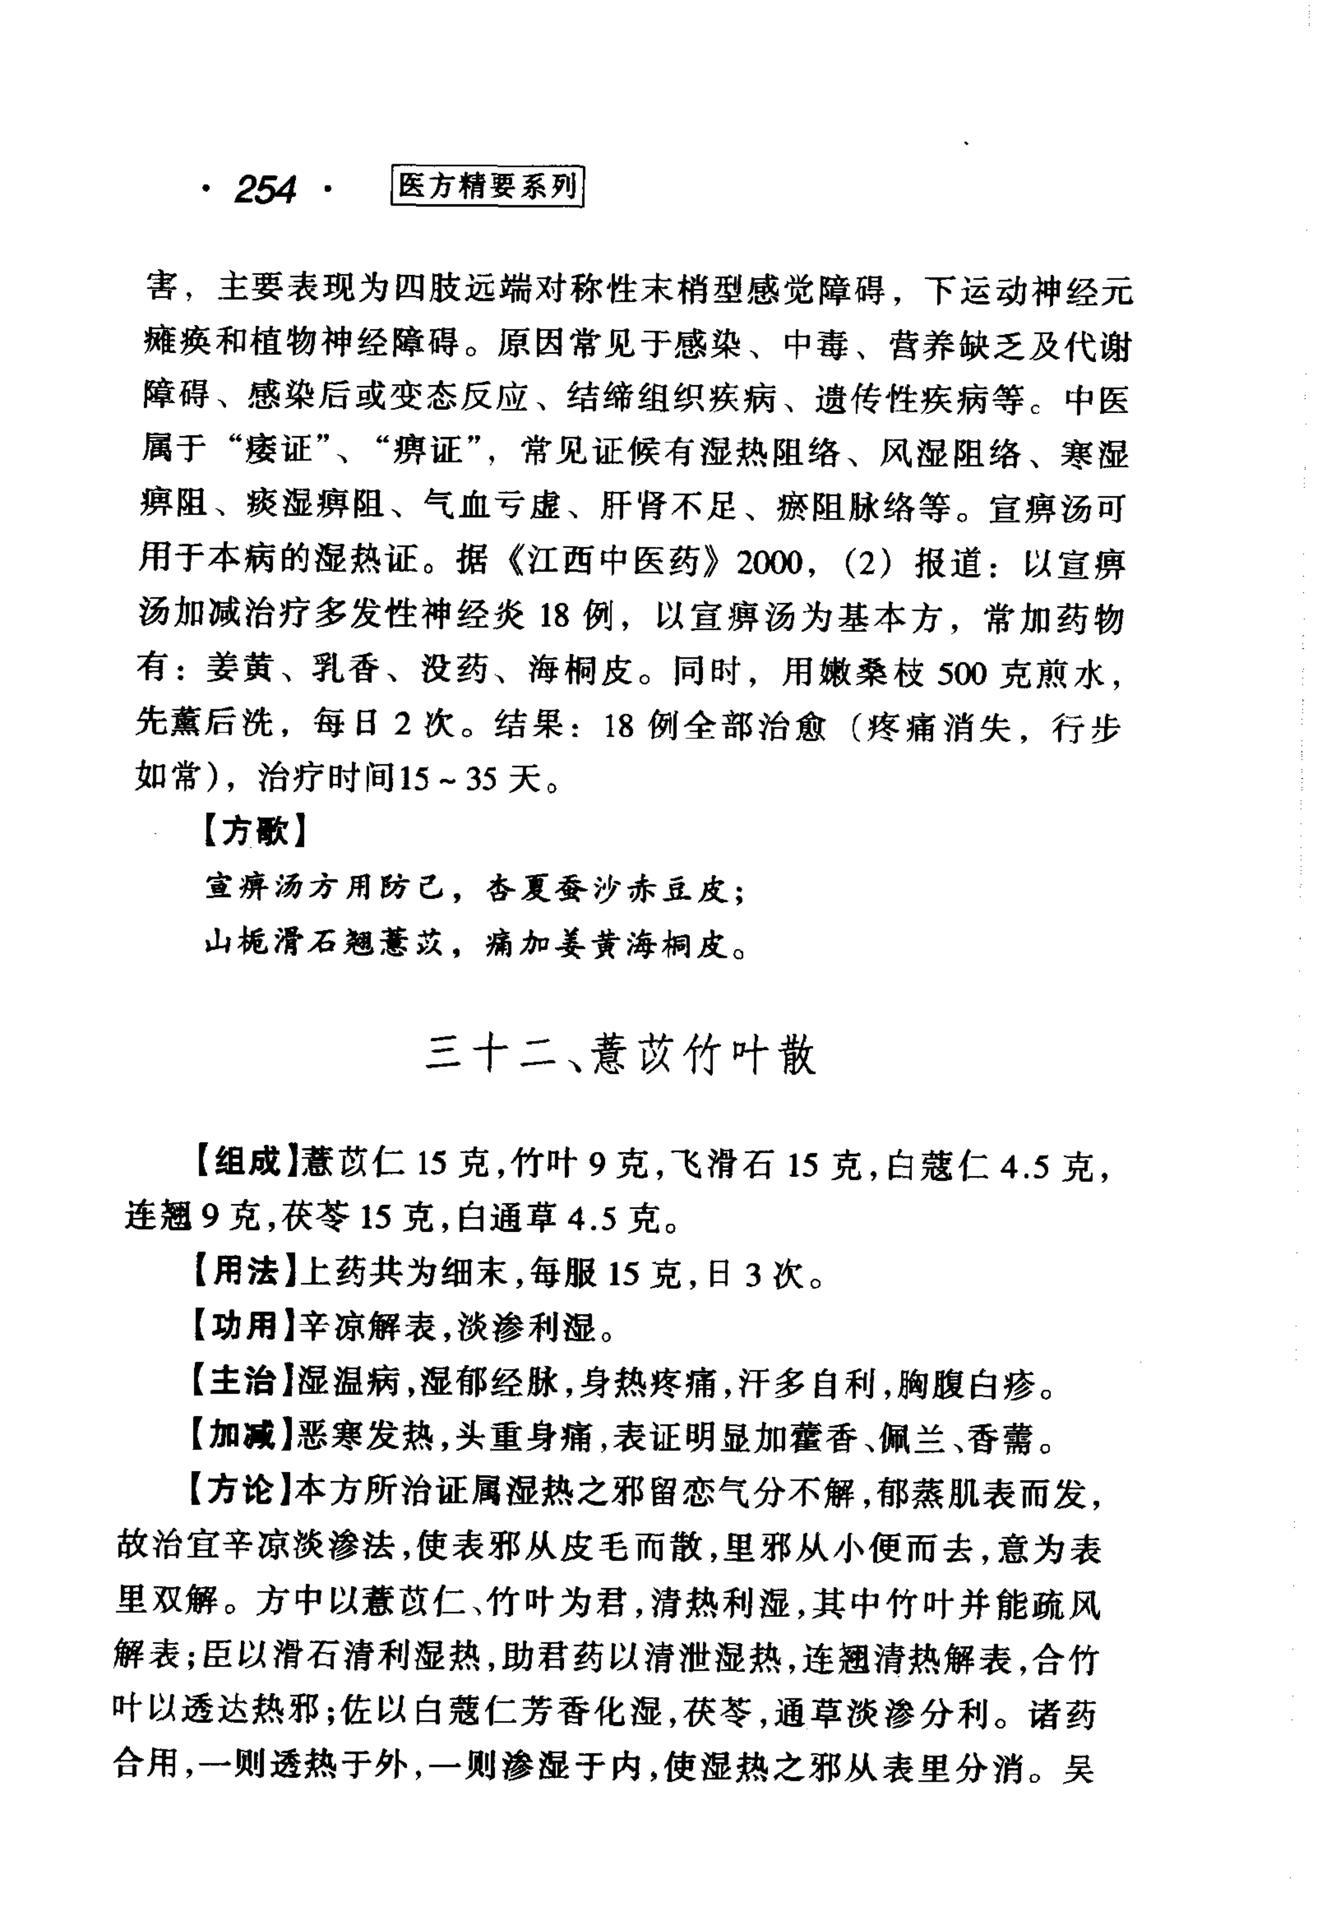 · 254 · 医方精要系列
害，主要表现为四肢远端对称性末梢型感觉障碍，下运动神经元
瘫痪和植物神经障碍。原因常见于感染、中毒、营养缺乏及代谢
障碍、感染后或变态反应、结缔组织疾病、遗传性疾病等。中医
属于“痿证”、“痹证”，常见证候有湿热阻络、风湿阻络、寒湿
痹阻、痰湿痹阻、气血亏虚、肝肾不足、瘀阻脉络等。宣痹汤可
用于本病的湿热证。据《江西中医药》2000，（2）报道：以宣痹
汤加减治疗多发性神经炎 18 例，以宣痹汤为基本方，常加药物
有：姜黄、乳香、没药、海桐皮。同时，用嫩桑枝 500 克煎水，
先薰后洗，每日 2 次。结果：18 例全部治愈（疼痛消失，行步
如常），治疗时间15～35 天。
【方歌】
宣痹汤方用防己，杏夏蚕沙赤豆皮；
山栀滑石翘薏苡，痛加姜黄海桐皮。
三十二、薏苡竹叶散
【组成】薏苡仁 15 克，竹叶 9 克，飞滑石 15 克，白蔻仁 4.5 克，
连翘 9 克，茯苓 15 克，白通草 4.5 克。
【用法】上药共为细末，每服 15 克，日 3 次。
【功用】辛凉解表，淡渗利湿。
【主治】湿温病，湿郁经脉，身热疼痛，汗多自利，胸腹白疹。
【加减】恶寒发热，头重身痛，表证明显加藿香、佩兰、香薷。
【方论】本方所治证属湿热之邪留恋气分不解，郁蒸肌表而发，
故治宜辛凉淡渗法，使表邪从皮毛而散，里邪从小便而去，意为表
里双解。方中以薏苡仁、竹叶为君，清热利湿，其中竹叶并能疏风
解表；臣以滑石清利湿热，助君药以清泄湿热，连翘清热解表，合竹
叶以透达热邪；佐以白蔻仁芳香化湿，茯苓，通草淡渗分利。诸药
合用，一则透热于外，一则渗湿于内，使湿热之邪从表里分消。吴